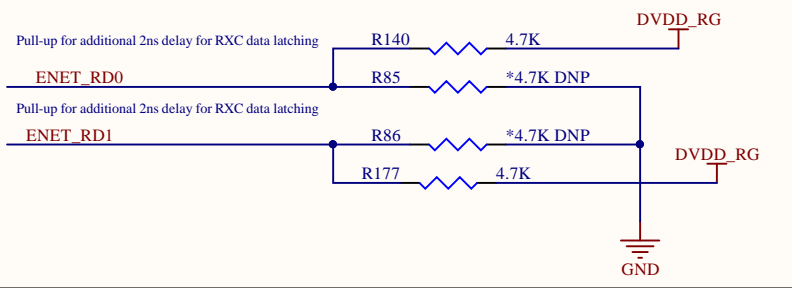 DVDD_RG
Pull-up for additional 2ns delay for RXC data latching
R140 4.7K
ENET_RD0 R85 *4.7K DNP
Pull-up for additional 2ns delay for RXC data latching
ENET_RD1 R86 *4.7K DNP
DVDD_RG
R177 4.7K
GND